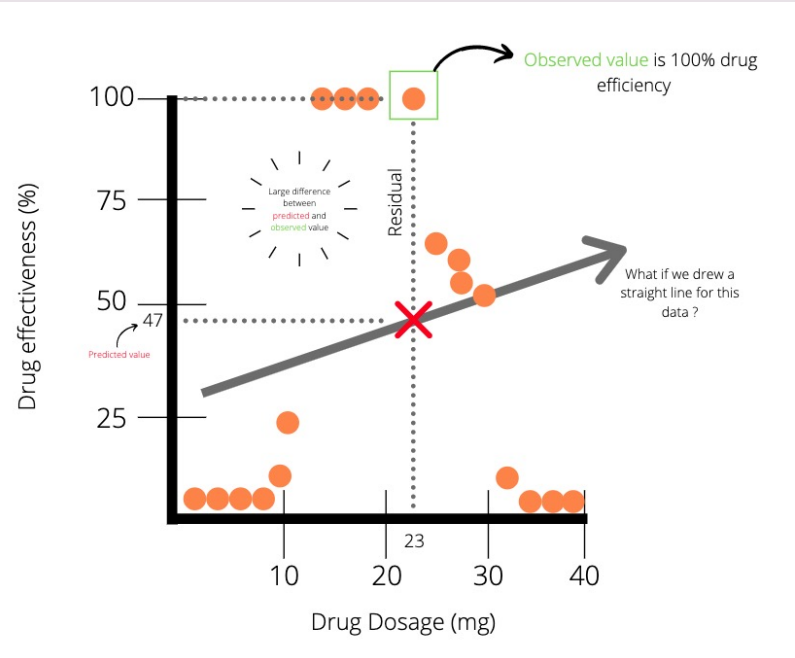 Observed value is 100% drug
efficiency
100
75
50
47
25
Predicted value
Drug effectiveness (%)
Large difference
between
predicted and
observed value
Residual
What if we drew a
straight line for this
data ?
23
10
20
30
40
Drug Dosage (mg)